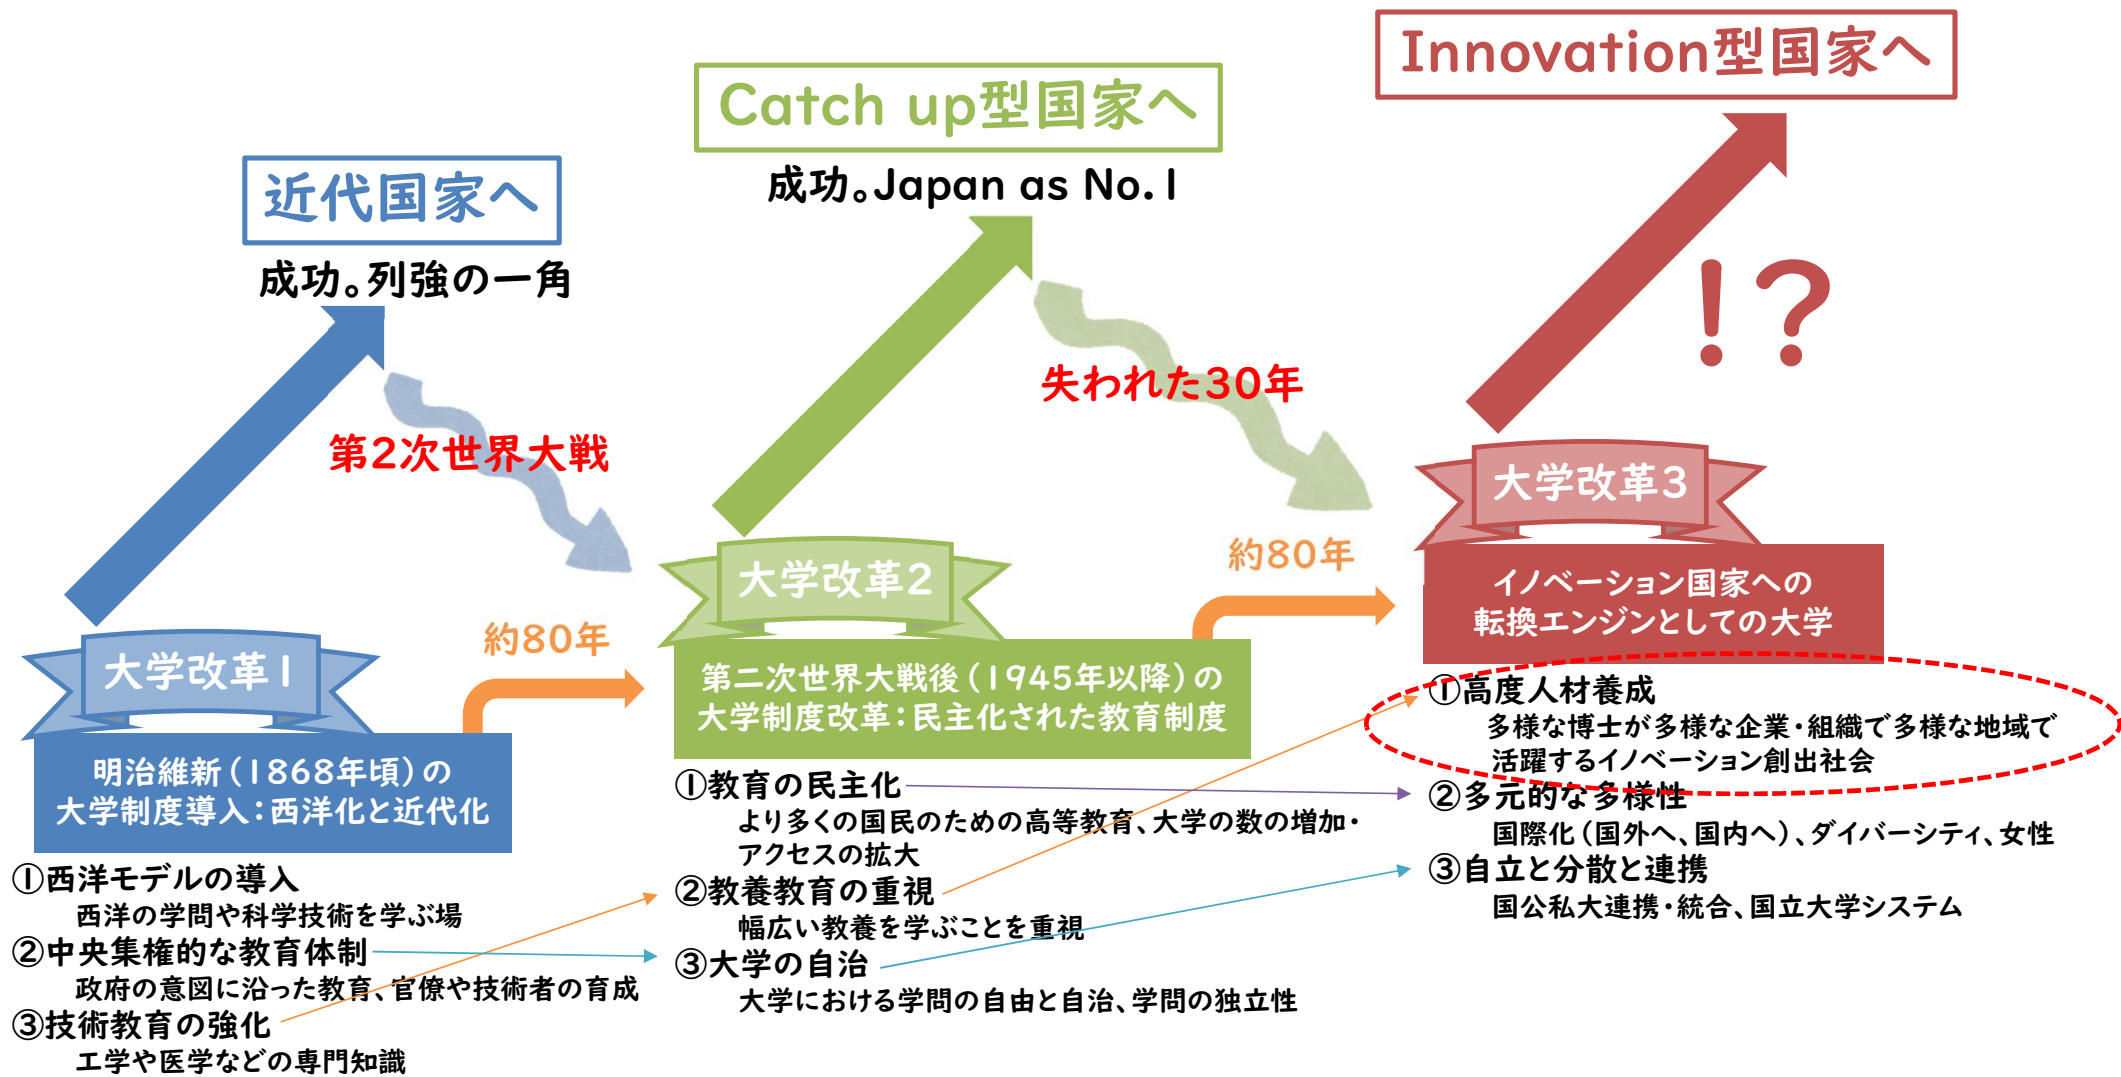 近代国家へ
成功。列強の一角
第2次世界大戦
大学改革1
明治維新（1868年頃）の
大学制度導入：西洋化と近代化
①西洋モデルの導入
西洋の学問や科学技術を学ぶ場
②中央集権的な教育体制
政府の意図に沿った教育、官僚や技術者の育成
③技術教育の強化
工学や医学などの専門知識
約80年
Catch up型国家へ
成功。Japan as No.1
失われた30年
大学改革2
第二次世界大戦後（1945年以降）の
大学制度改革：民主化された教育制度
①教育の民主化
より多くの国民のための高等教育、大学の数の増加・
アクセスの拡大
②教養教育の重視
幅広い教養を学ぶことを重視
③大学の自治
大学における学問の自由と自治、学問の独立性
約80年
Innovation型国家へ
！？
大学改革3
イノベーション国家への
転換エンジンとしての大学
①高度人材養成
多様な博士が多様な企業・組織で多様な地域で
活躍するイノベーション創出社会
②多元的な多様性
国際化（国外へ、国内へ）、ダイバーシティ、女性
③自立と分散と連携
国公私大連携・統合、国立大学システム